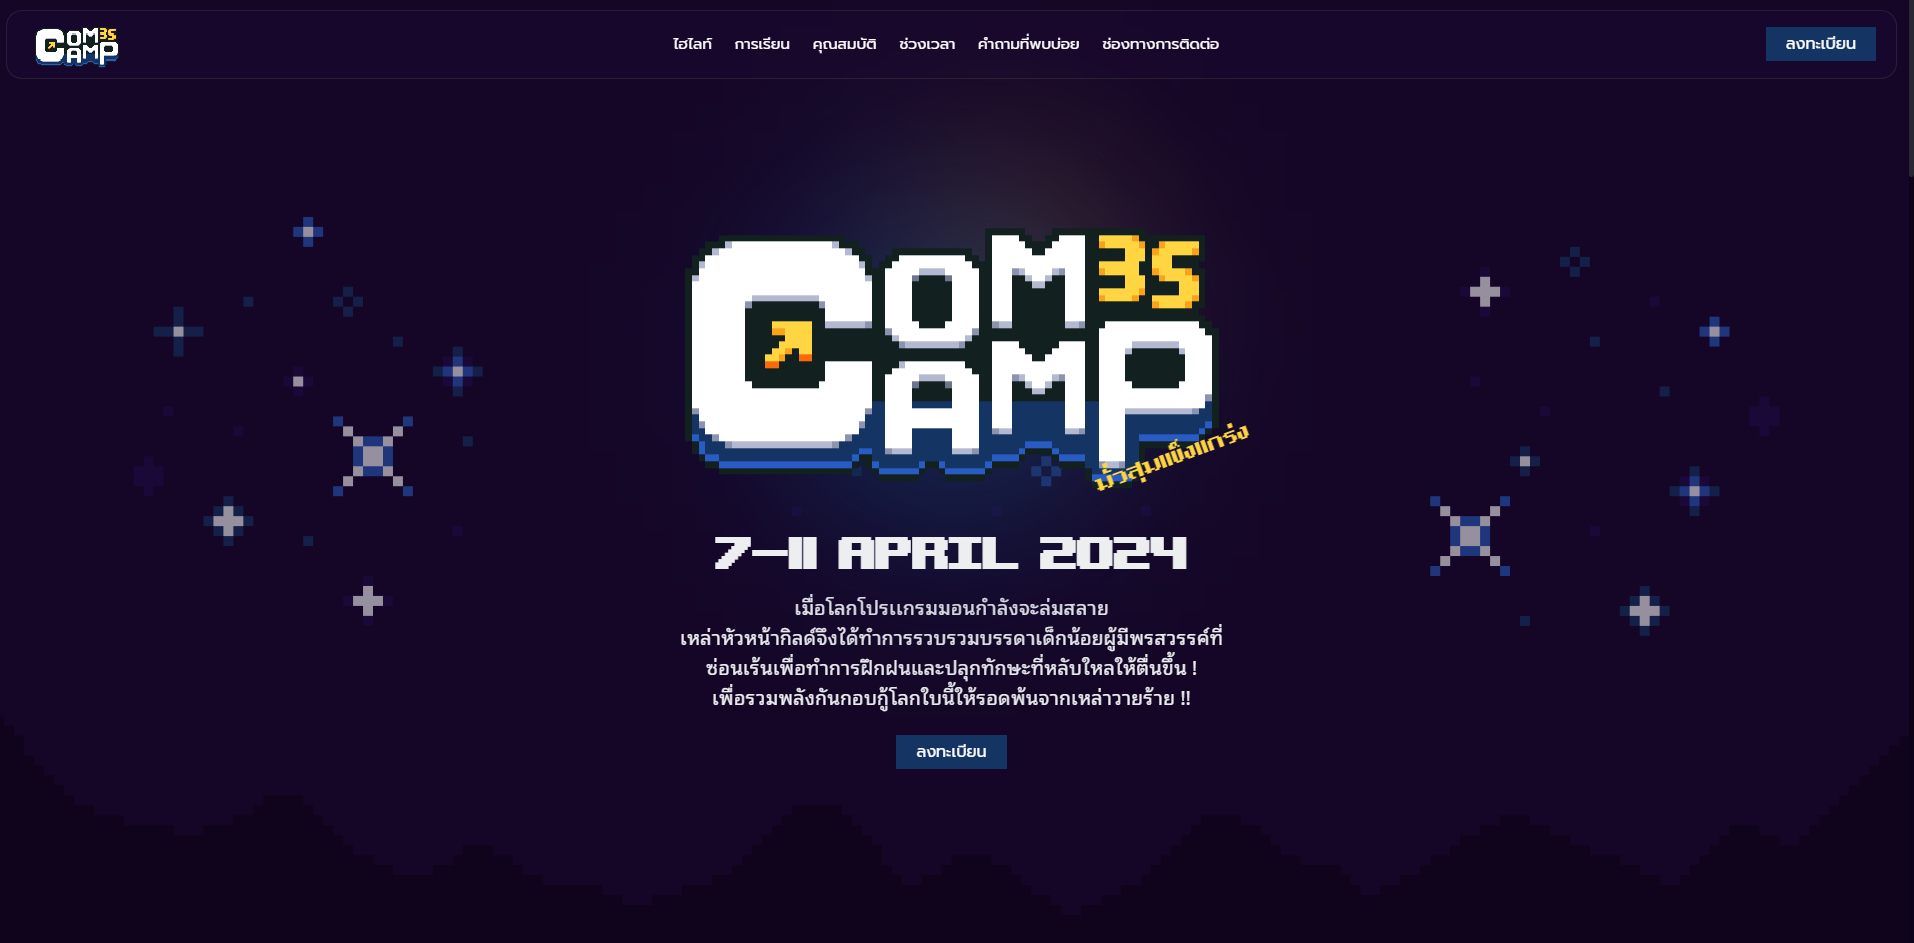 COM 35
CAMP
ไฮไลท์ การเรียน คุณสมบัติ ช่วงเวลา คำถามที่พบบ่อย ช่องทางการติดต่อ
ลงทะเบียน
COM 35
CAMP
มั่วสุมแข็งแกร่ง
7-11 APRIL 2024
เมื่อโลกโปรแกรมมอนกำลังจะล่มสลาย
เหล่าหัวหน้ากิลด์จึงได้ทำการรวบรวมบรรดาเด็กน้อยผู้มีพรสวรรค์ที่
ซ่อนเร้นเพื่อทำการฝึกฝนและปลุกทักษะที่หลับใหลให้ตื่นขึ้น !
เพื่อรวมพลังกันกอบกู้โลกใบนี้ให้รอดพ้นจากเหล่าวายร้าย !!
ลงทะเบียน